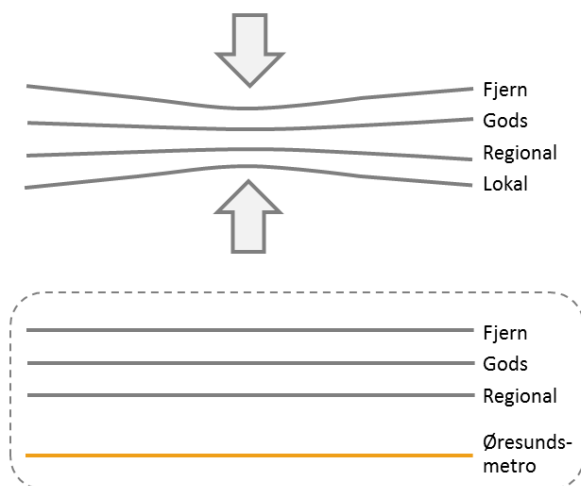 Fjern
Gods
Regional
Lokal
Fjern
Gods
Regional
Øresunds-
metro